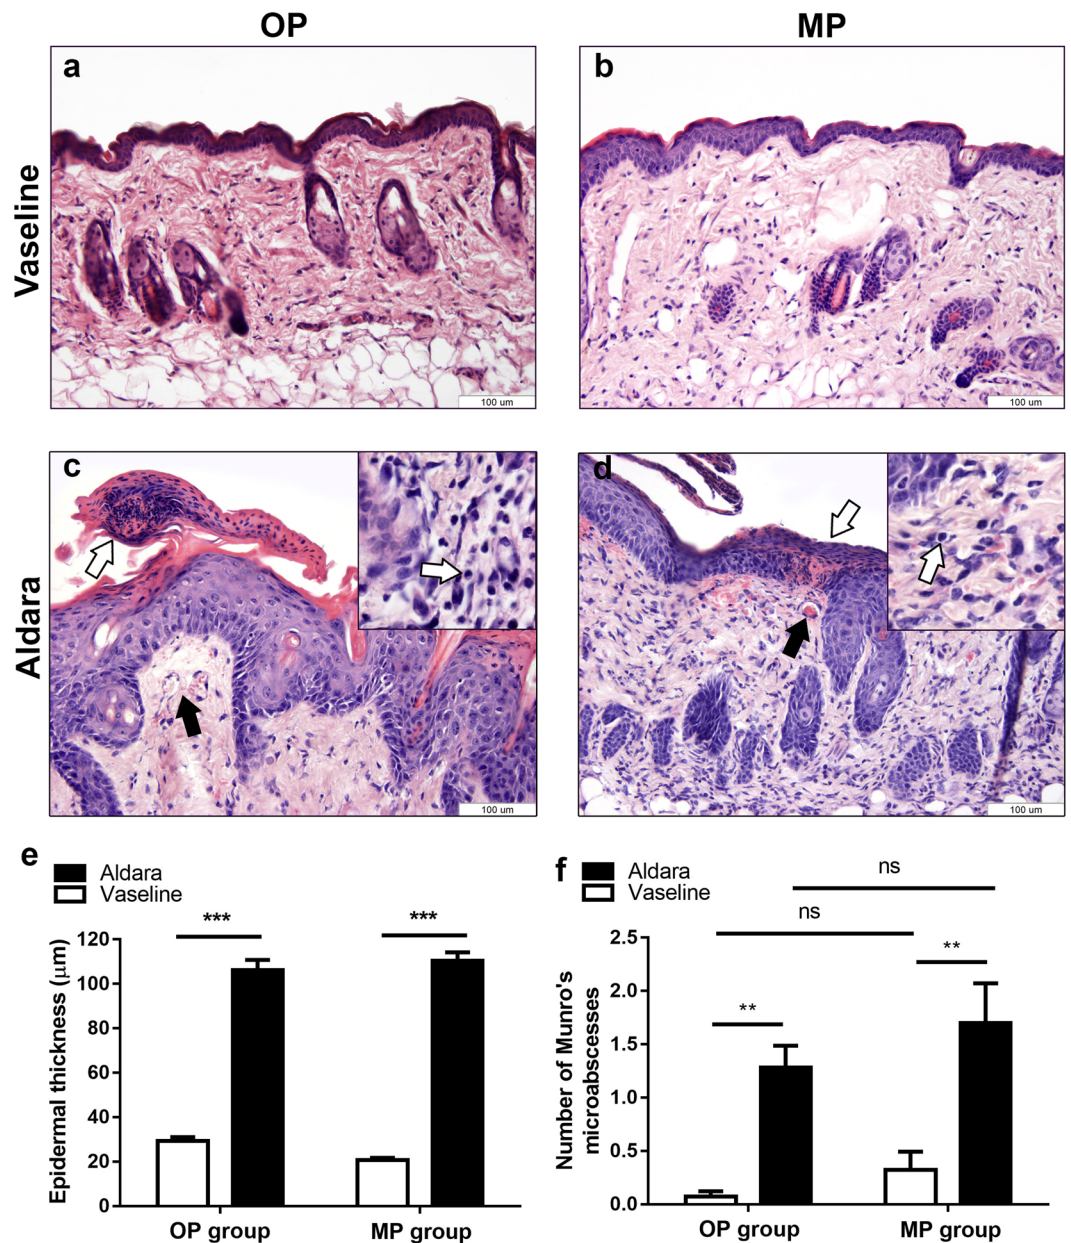 OP
MP
Vaseline
a
b
100 um
100 um
Aldara
c
d
100 um
100 um
e
Aldara
Vaseline
***
***
Epidermal thickness (μm)
120
100
80
60
40
20
0
OP group
MP group
f
Aldara
Vaseline
ns
ns
**
**
Number of Munro's
microabscesses
2.5
2.0
1.5
1.0
0.5
0.0
OP group
MP group